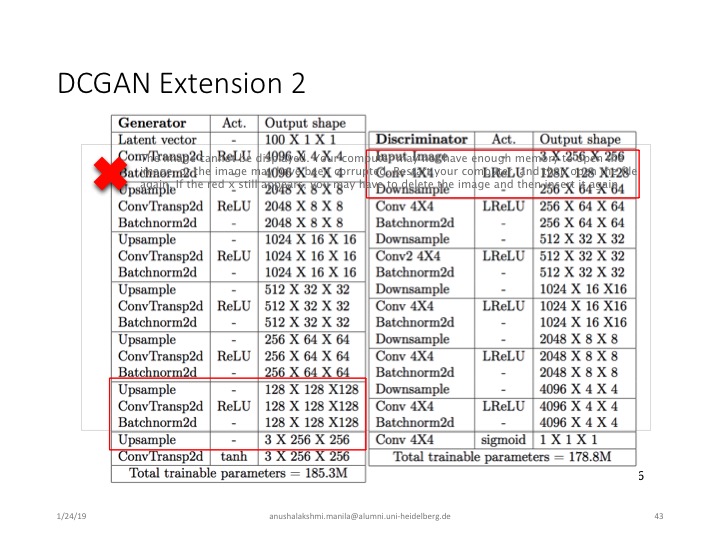 DCGAN Extension 2
Generator Act. Output shape
Latent vector - 100 X 1 X 1
ConvTransp2d ReLU 4096 X 4 X 4
Batchnorm2d - 4096 X 4 X 4
Upsample - 2048 X 8 X 8
ConvTransp2d ReLU 2048 X 8 X 8
Batchnorm2d - 2048 X 8 X 8
Upsample - 1024 X 16 X 16
ConvTransp2d ReLU 1024 X 16 X 16
Batchnorm2d - 1024 X 16 X 16
Upsample - 512 X 32 X 32
ConvTransp2d ReLU 512 X 32 X 32
Batchnorm2d - 512 X 32 X 32
Upsample - 256 X 64 X 64
ConvTransp2d ReLU 256 X 64 X 64
Batchnorm2d - 256 X 64 X 64
Upsample - 128 X 128 X128
ConvTransp2d ReLU 128 X 128 X128
Batchnorm2d - 128 X 128 X128
Upsample - 3 X 256 X 256
ConvTransp2d tanh 3 X 256 X 256
Total trainable parameters = 185.3M
Discriminator Act. Output shape
Input Image - 3 X 256 X 256
Conv 4X4 LReLU 128X 128 X128
Downsample - 256 X 64 X 64
Conv 4X4 LReLU 256 X 64 X 64
Batchnorm2d - 256 X 64 X 64
Downsample - 512 X 32 X 32
Conv2 4X4 LReLU 512 X 32 X 32
Batchnorm2d - 512 X 32 X 32
Downsample - 1024 X 16 X16
Conv 4X4 LReLU 1024 X 16 X16
Batchnorm2d - 1024 X 16 X16
Downsample - 2048 X 8 X 8
Conv 4X4 LReLU 2048 X 8 X 8
Batchnorm2d - 2048 X 8 X 8
Downsample - 4096 X 4 X 4
Conv 4X4 LReLU 4096 X 4 X 4
Batchnorm2d - 4096 X 4 X 4
Conv 4X4 sigmoid 1 X 1 X 1
Total trainable parameters = 178.8M
The image cannot be displayed. Your computer may not have enough memory to open the
image, or the image may have been corrupted. Restart your computer, and then open the file
again. If the red x still appears, you may have to delete the image and then insert it again.
6
1/24/19 anushalakshmi.manila@alumni.uni-heidelberg.de 43